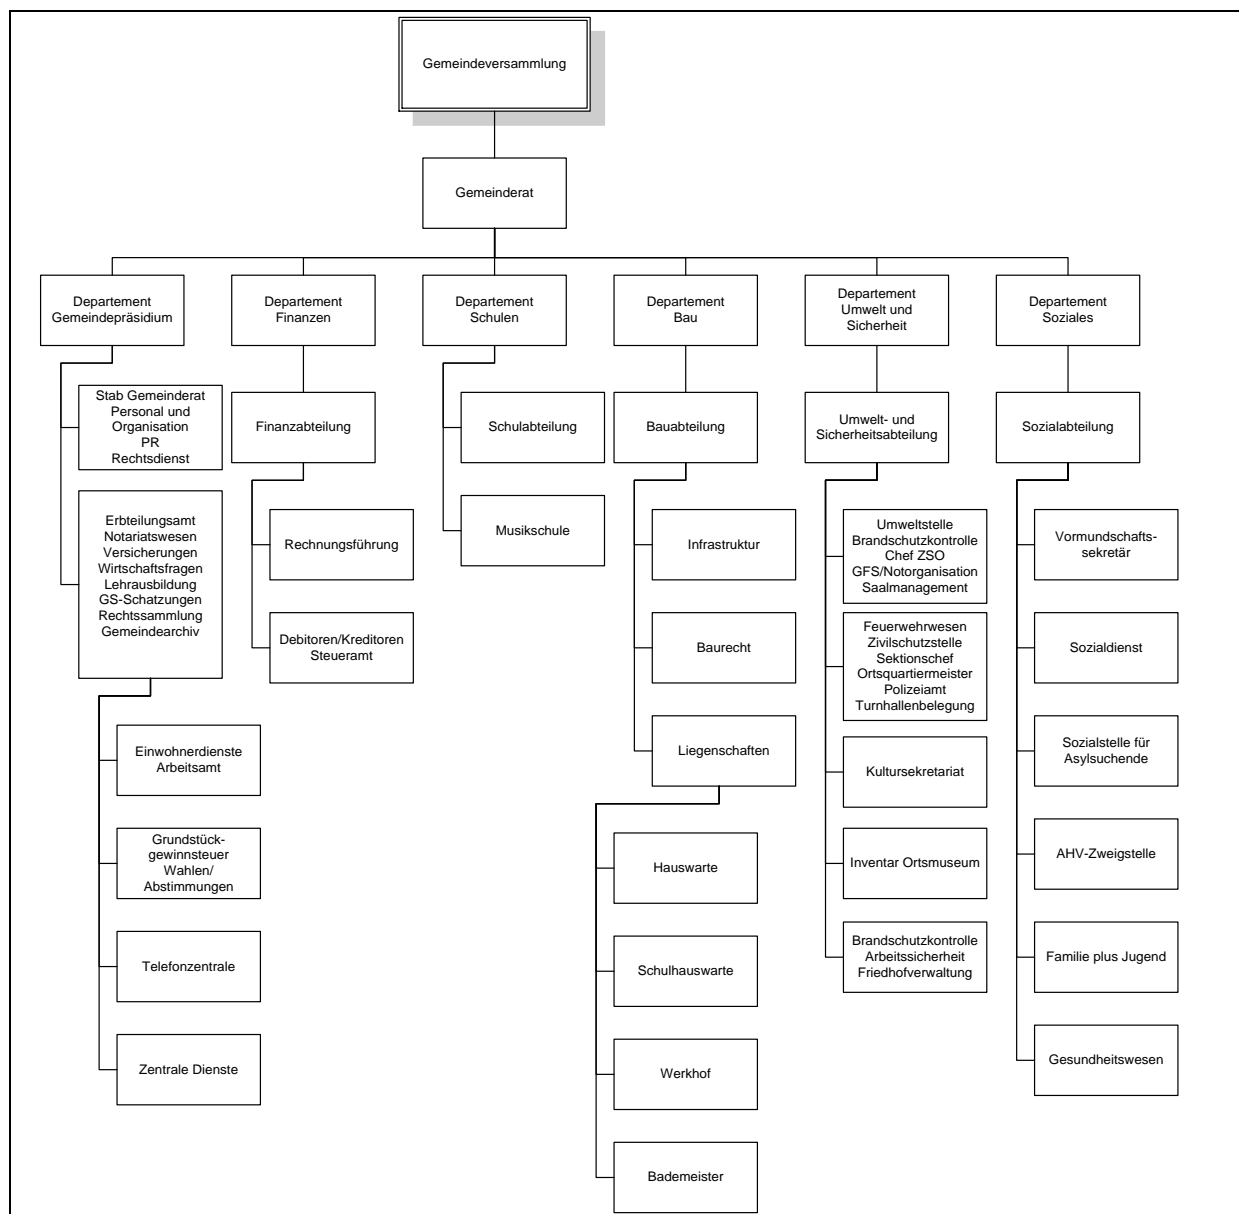 Gemeindeversammlung
Gemeinderat
Departement
Gemeindepräsidium
Departement
Finanzen
Departement
Schulen
Departement
Bau
Departement
Umwelt und
Sicherheit
Departement
Soziales
Stab Gemeinderat
Personal und
Organisation
PR
Rechtsdienst
Erbteilungsamt
Notariatswesen
Versicherungen
Wirtschaftsfragen
Lehrausbildung
GS-Schatzungen
Rechtssammlung
Gemeindearchiv
Einwohnerdienste
Arbeitsamt
Grundstück-
gewinnsteuer
Wahlen/
Abstimmungen
Telefonzentrale
Zentrale Dienste
Finanzabteilung
Rechnungsführung
Debitoren/Kreditoren
Steueramt
Schulabteilung
Musikschule
Bauabteilung
Infrastruktur
Baurecht
Liegenschaften
Hauswarte
Schulhauswarte
Werkhof
Bademeister
Umwelt- und
Sicherheitsabteilung
Umweltstelle
Brandschutzkontrolle
Chef ZSO
GFS/Notorganisation
Saalmanagement
Feuerwehrwesen
Zivilschutzstelle
Sektionschef
Ortsquartiermeister
Polizeiamt
Turnhallenbelegung
Kultursekretariat
Inventar Ortsmuseum
Brandschutzkontrolle
Arbeitssicherheit
Friedhofverwaltung
Sozialabteilung
Vormundschafts-
sekretär
Sozialdienst
Sozialstelle für
Asylsuchende
AHV-Zweigstelle
Familie plus Jugend
Gesundheitswesen